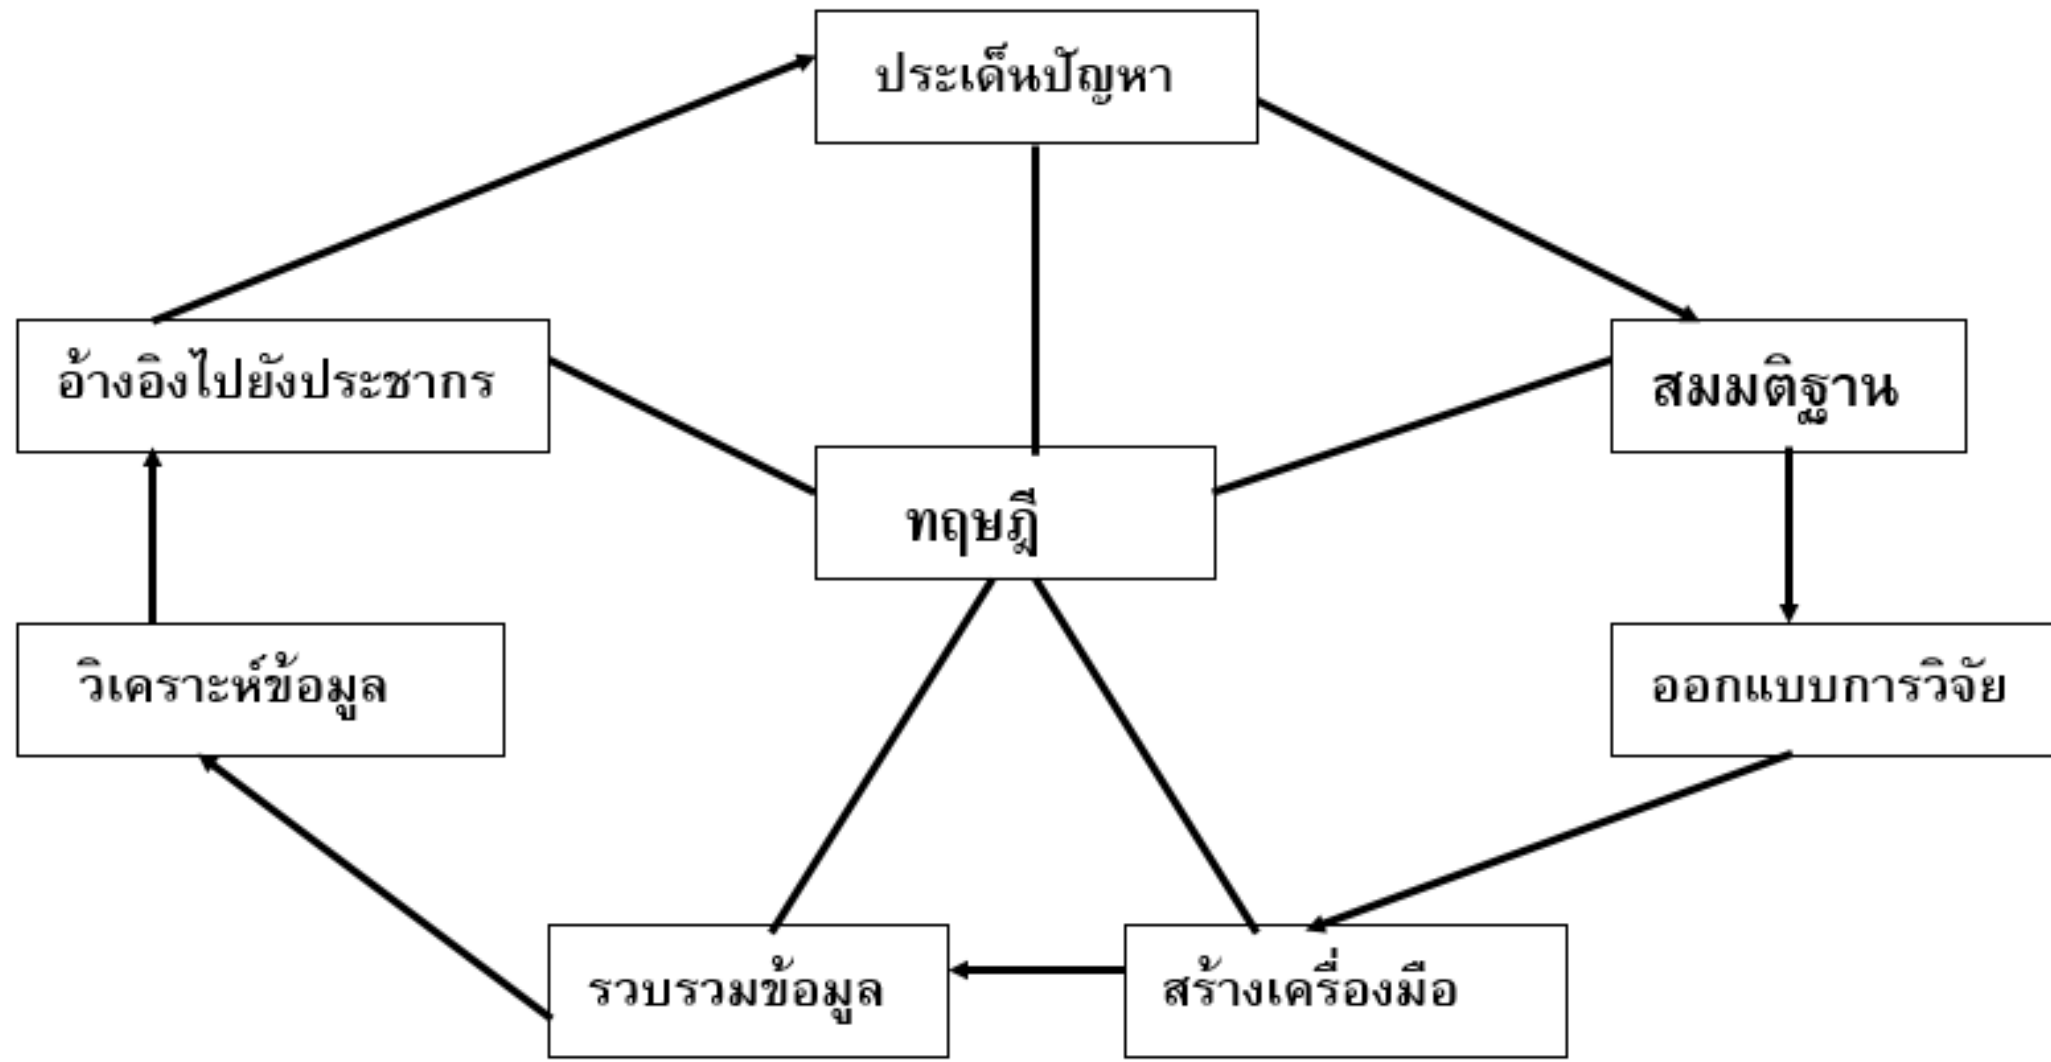 ประเด็นปัญหา
อ้างอิงไปยังประชากร
สมมติฐาน
ทฤษฎี
วิเคราะห์ข้อมูล
ออกแบบการวิจัย
รวบรวมข้อมูล
สร้างเครื่องมือ